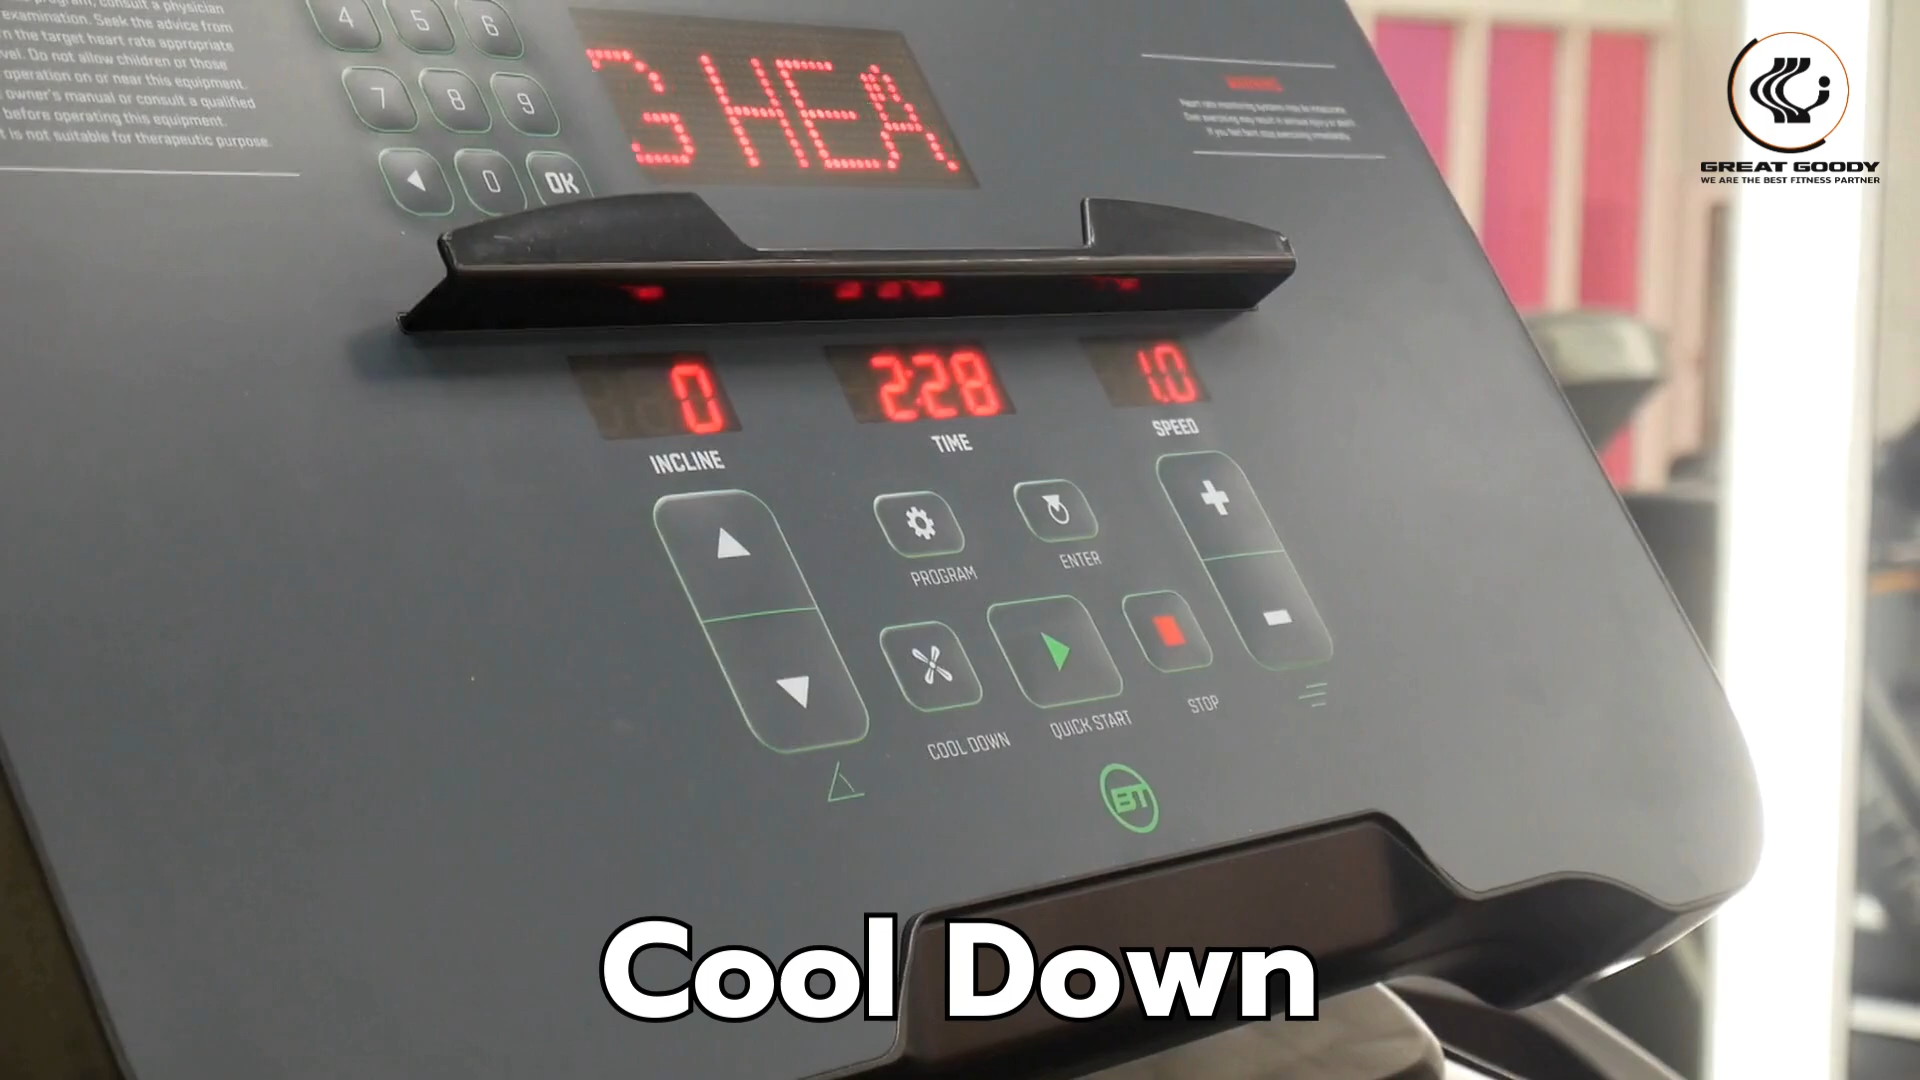 consult a physician
examination. Seek the advice from
the target heart rate appropriate
Do not allow children or those
operation on or near this equipment.
owner's manual or consult a qualified
before operating this equipment.
t is not suitable for therapeutic purpose.
4 5 6
7 8 9
0 OK
G HEA
WARNING
GREAT GOODY
WE ARE THE BEST FITNESS PARTNER
0 2:28 1.0
INCLINE TIME SPEED
PROGRAM ENTER
COOL DOWN QUICK START STOP
BT
Cool Down